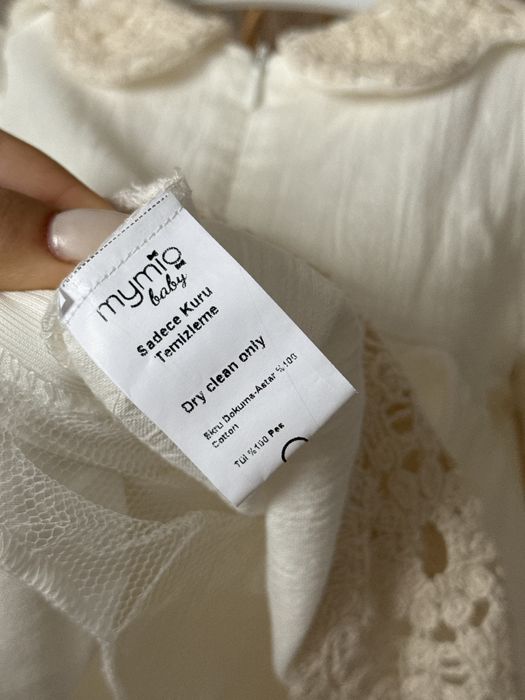 mymio
baby
Sadece Kuru
Temizleme
Dry clean only
Ekru Dokuma-Astar %100
Cotton
Tül %100 Pes